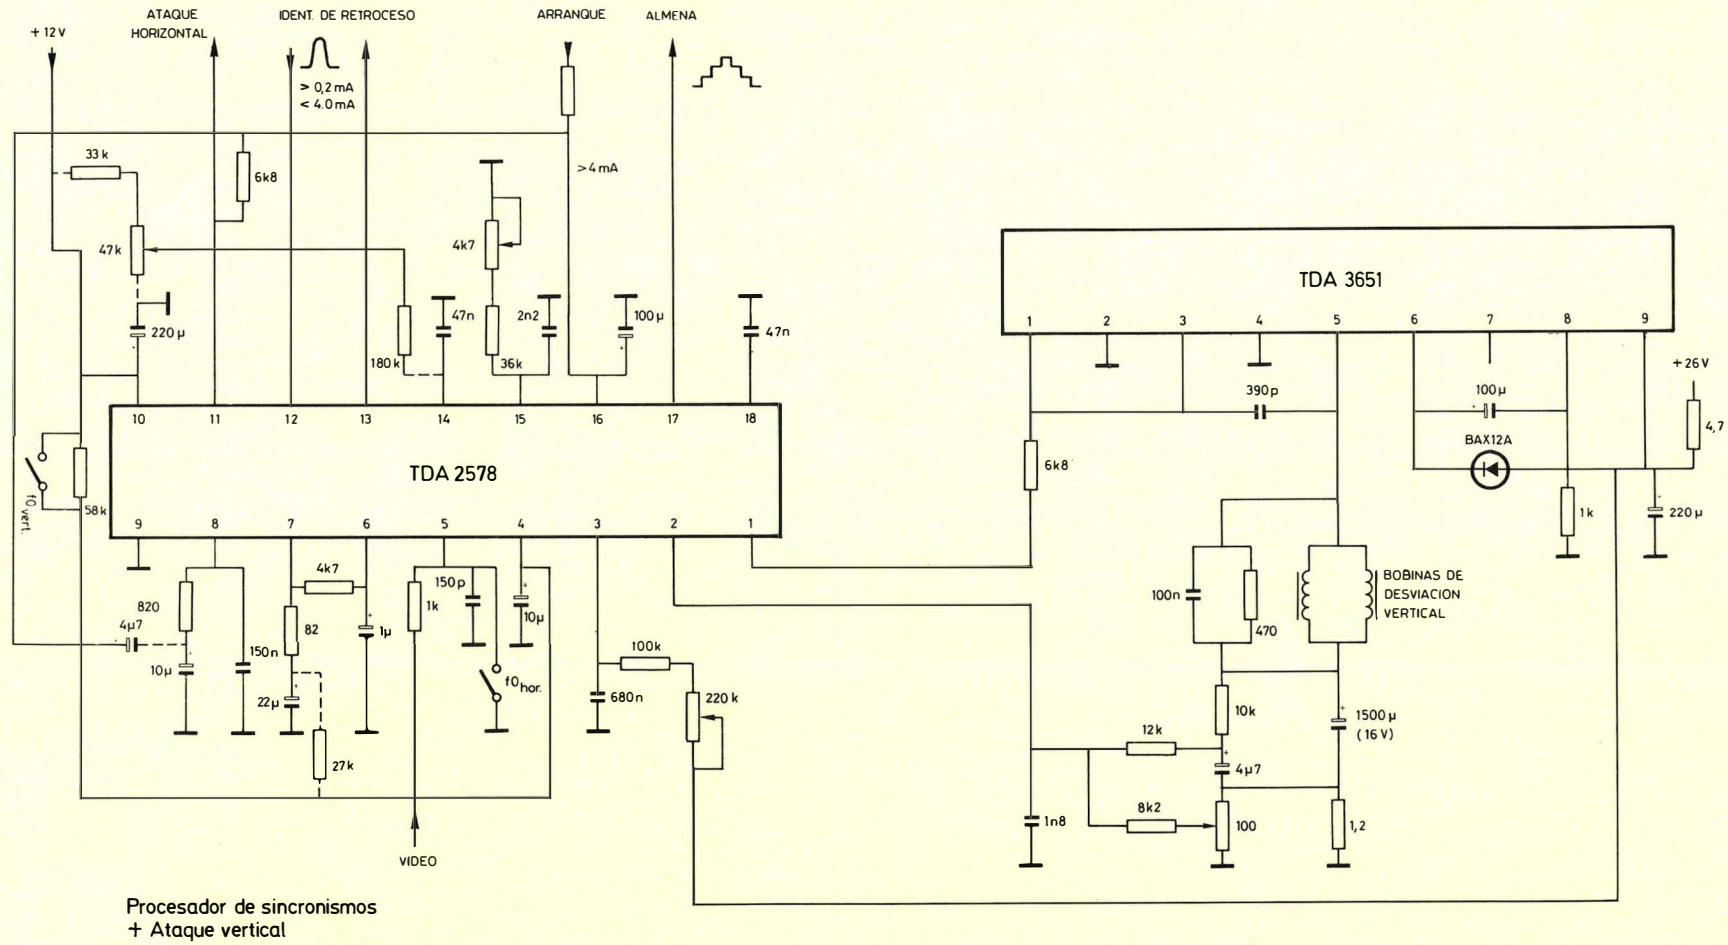 ATAQUE
HORIZONTAL
IDENT. DE RETROCESO
ARRANQUE
ALMENA
+ 12 V
> 0,2 mA
< 4.0 mA
33 k
6k8
> 4 mA
47k
4k7
220 µ
180 k
47n
36k
2n2
100 µ
47n
10
11
12
13
14
15
16
17
18
TDA 2578
f0 vert.
58k
9
8
7
6
5
4
3
2
1
820
4µ7
10µ
150n
4k7
82
1µ
22µ
27k
1k
150p
10µ
f0 hor.
VIDEO
100k
680n
220 k
TDA 3651
1
2
3
4
5
6
7
8
9
+ 26 V
390p
100µ
4,7
BAX12A
6k8
1k
220 µ
100n
470
BOBINAS DE
DESVIACION
VERTICAL
10k
1500 µ
( 16 V)
12k
4µ7
8k2
100
1,2
1n8
Procesador de sincronismos
+ Ataque vertical